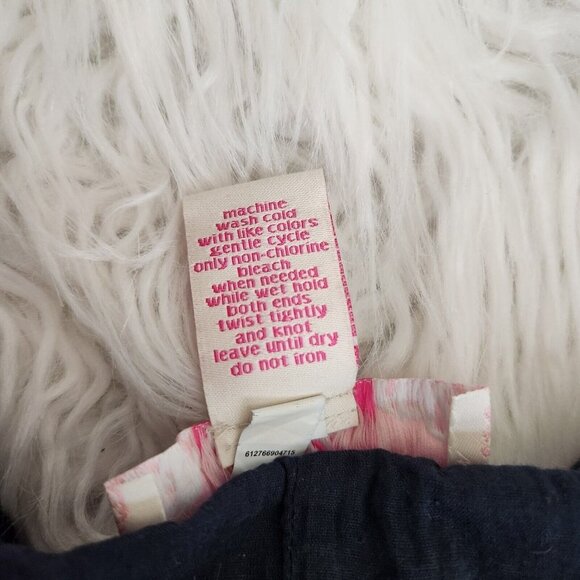 machine
wash cold
with like colors
gentle cycle
only non-chlorine
bleach
when needed
while wet hold
both ends
twist tightly
and knot
leave until dry
do not iron
612766904715